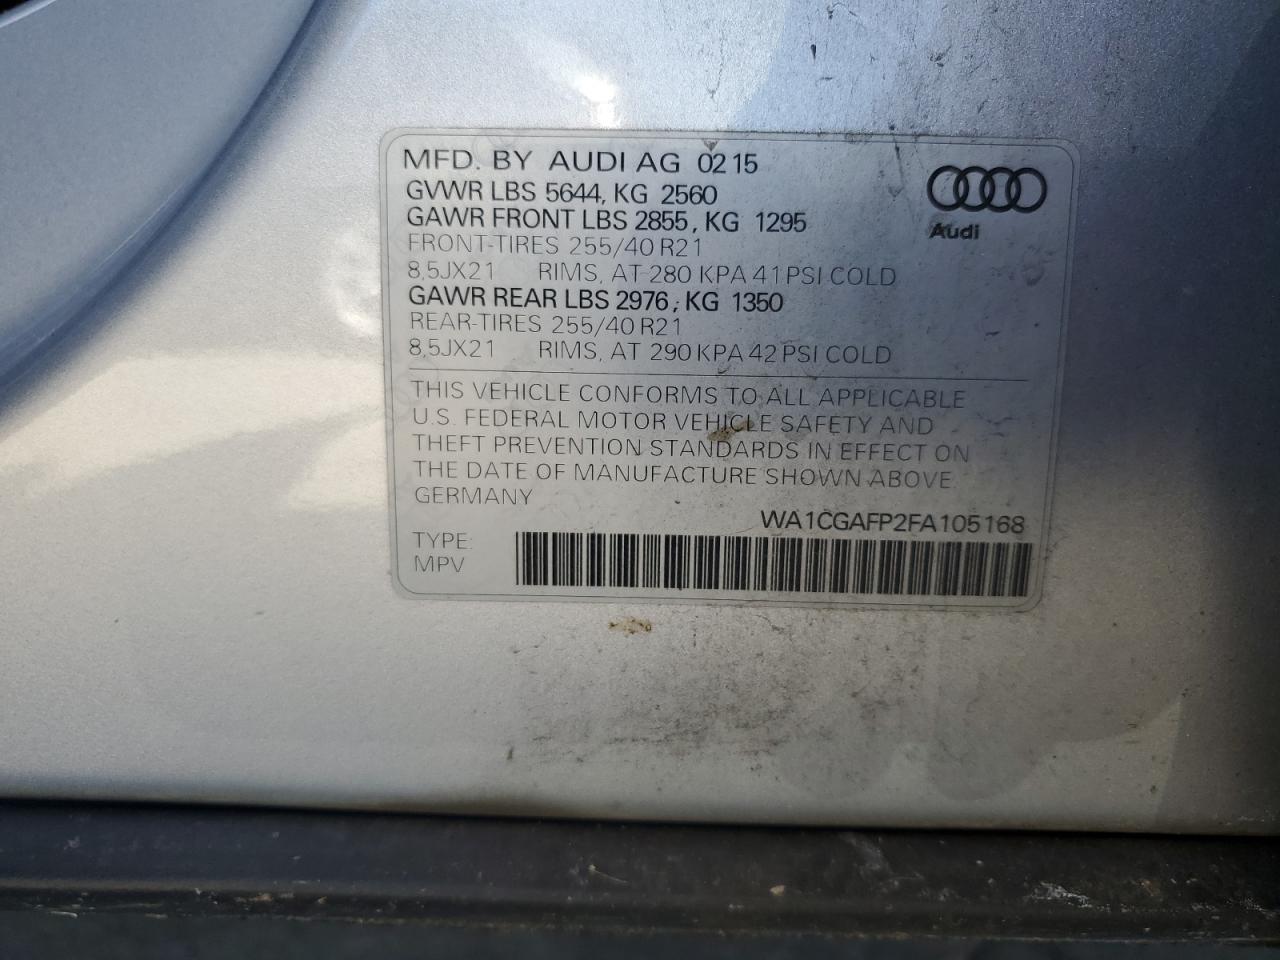 MFD. BY AUDI AG 02 15
GVWR LBS 5644, KG 2560
GAWR FRONT LBS 2855, KG 1295
FRONT-TIRES 255/40 R21
8,5JX21 RIMS, AT 280 KPA 41 PSI COLD
GAWR REAR LBS 2976, KG 1350
REAR-TIRES 255/40 R21
8,5JX21 RIMS, AT 290 KPA 42 PSI COLD
Audi
THIS VEHICLE CONFORMS TO ALL APPLICABLE
U.S. FEDERAL MOTOR VEHICLE SAFETY AND
THEFT PREVENTION STANDARDS IN EFFECT ON
THE DATE OF MANUFACTURE SHOWN ABOVE
GERMANY
WA1CGAFP2FA105168
TYPE:
MPV